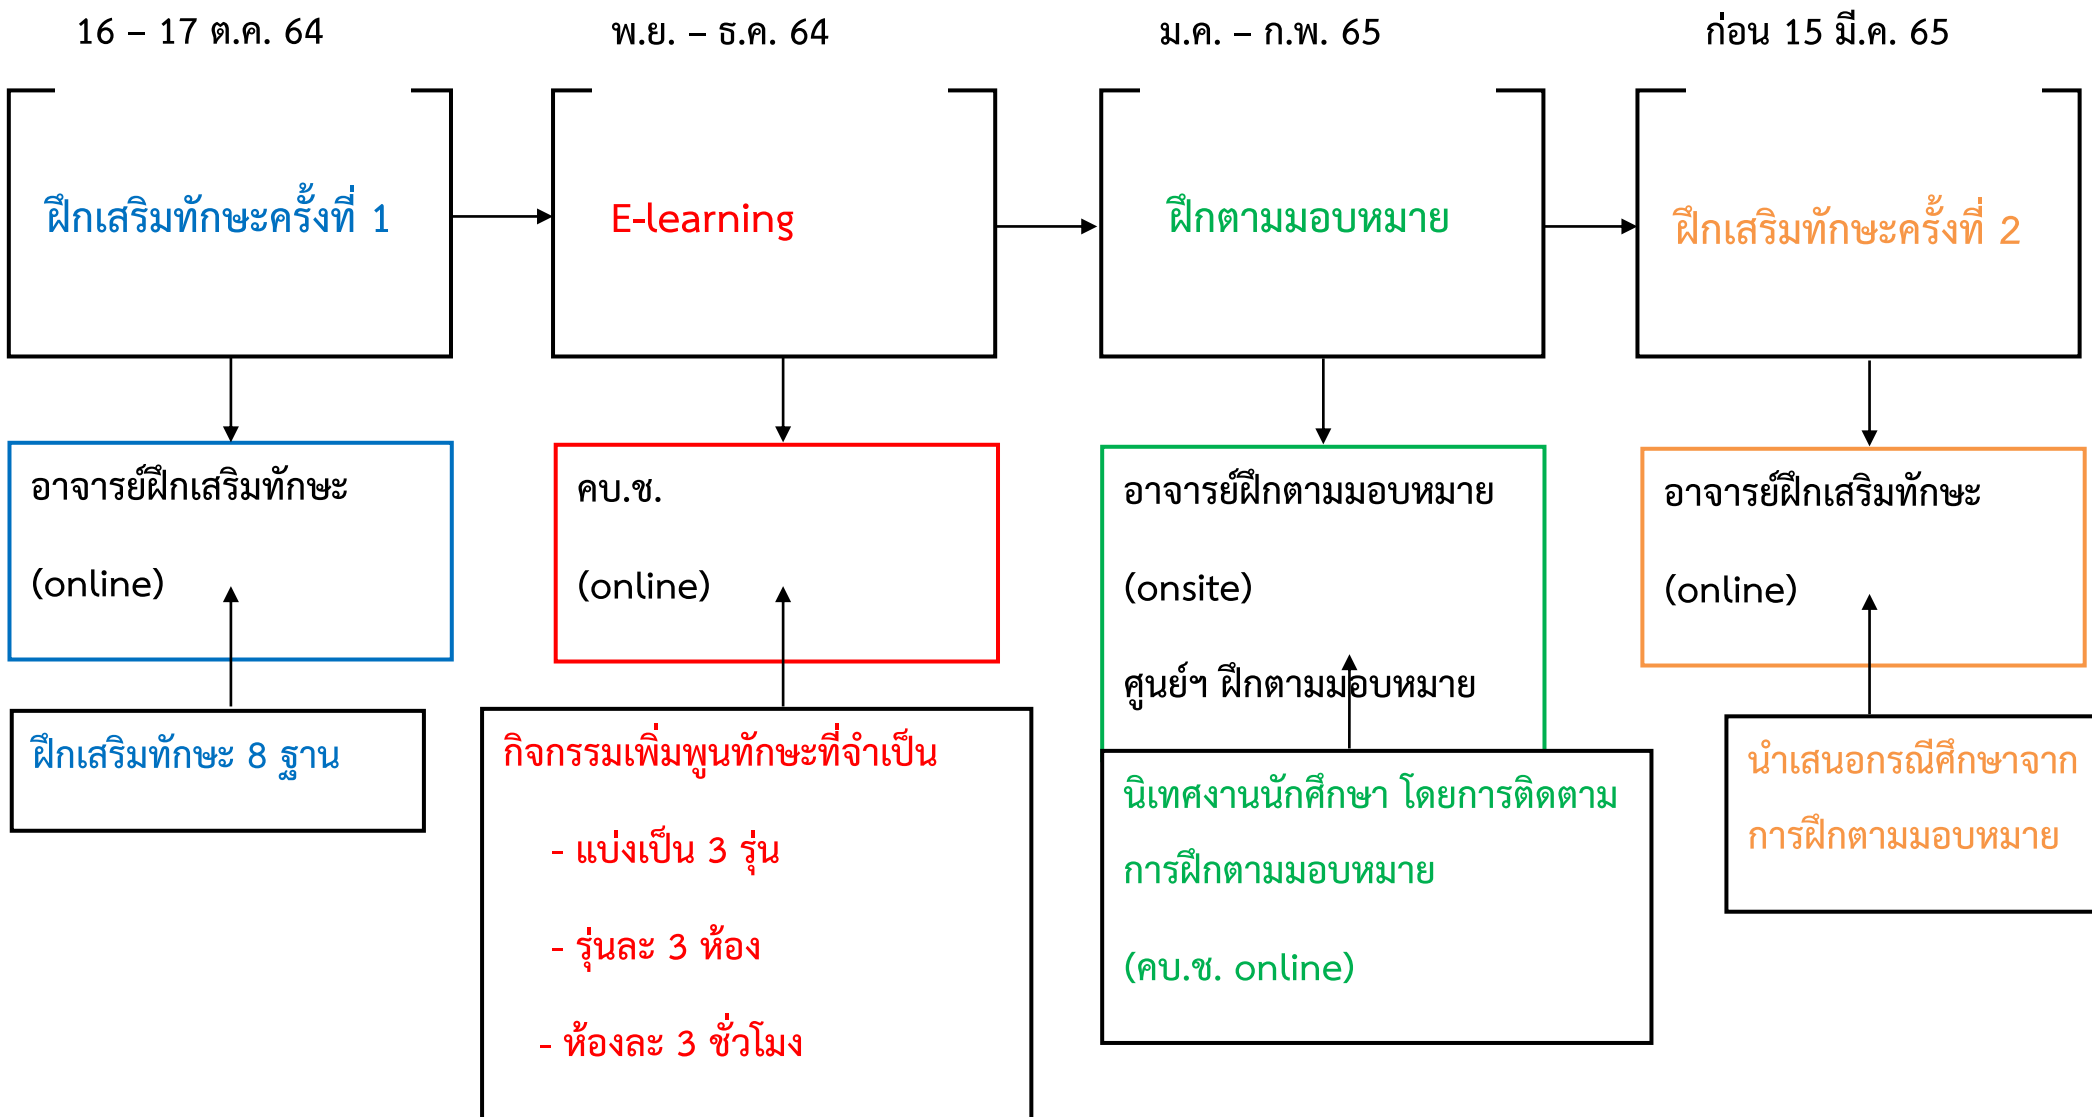 16 – 17 ต.ค. 64
พ.ย. – ธ.ค. 64
ม.ค. – ก.พ. 65
ก่อน 15 มี.ค. 65
ฝึกเสริมทักษะครั้งที่ 1
E-learning
ฝึกตามมอบหมาย
ฝึกเสริมทักษะครั้งที่ 2
อาจารย์ฝึกเสริมทักษะ
(online)
คบ.ช.
(online)
อาจารย์ฝึกตามมอบหมาย
(onsite)
ศูนย์ฯ ฝึกตามมอบหมาย
อาจารย์ฝึกเสริมทักษะ
(online)
ฝึกเสริมทักษะ 8 ฐาน
กิจกรรมเพิ่มพูนทักษะที่จำเป็น
- แบ่งเป็น 3 รุ่น
- รุ่นละ 3 ห้อง
- ห้องละ 3 ชั่วโมง
นิเทศงานนักศึกษา โดยการติดตาม
การฝึกตามมอบหมาย
(คบ.ช. online)
นำเสนอกรณีศึกษาจาก
การฝึกตามมอบหมาย